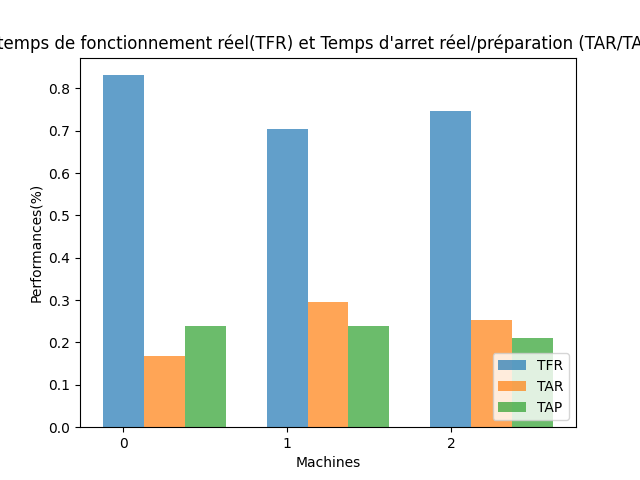 temps de fonctionnement réel(TFR) et Temps d'arret réel/préparation (TAR/TA
Performances(%)
0.8
0.7
0.6
0.5
0.4
0.3
0.2
0.1
0.0
TFR
TAR
TAP
0 1 2
Machines